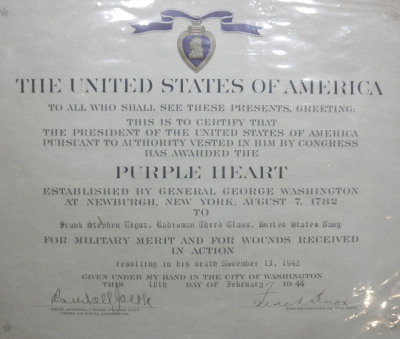 THE UNITED STATES OF AMERICA
TO ALL WHO SHALL SEE THESE PRESENTS, GREETING:
THIS IS TO CERTIFY THAT
THE PRESIDENT OF THE UNITED STATES OF AMERICA
PURSUANT TO AUTHORITY VESTED IN HIM BY CONGRESS
HAS AWARDED THE
PURPLE HEART
ESTABLISHED BY GENERAL GEORGE WASHINGTON
AT NEWBURGH, NEW YORK, AUGUST 7, 1782
TO
Frank Stephen Radioman Third Class, United States Navy
FOR MILITARY MERIT AND FOR WOUNDS RECEIVED
IN ACTION
resulting in his death November 13, 1942
GIVEN UNDER MY HAND IN THE CITY OF WASHINGTON
THIS 10th DAY OF February 1944
Frank Knox